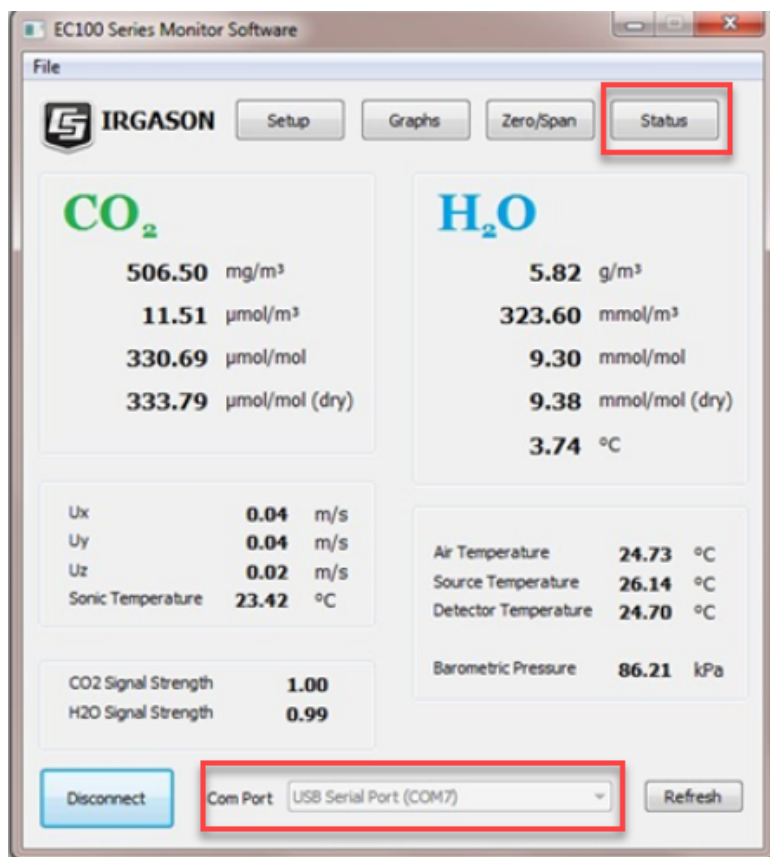 EC100 Series Monitor Software
File
IRGASON
Setup
Graphs
Zero/Span
Status
CO₂
506.50 mg/m³
11.51 µmol/m³
330.69 µmol/mol
333.79 µmol/mol (dry)
H₂O
5.82 g/m³
323.60 mmol/m³
9.30 mmol/mol
9.38 mmol/mol (dry)
3.74 ºC
Ux 0.04 m/s
Uy 0.04 m/s
Uz 0.02 m/s
Sonic Temperature 23.42 ºC
Air Temperature 24.73 ºC
Source Temperature 26.14 ºC
Detector Temperature 24.70 ºC
Barometric Pressure 86.21 kPa
CO2 Signal Strength 1.00
H2O Signal Strength 0.99
Disconnect
Com Port
USB Serial Port (COM7)
Refresh